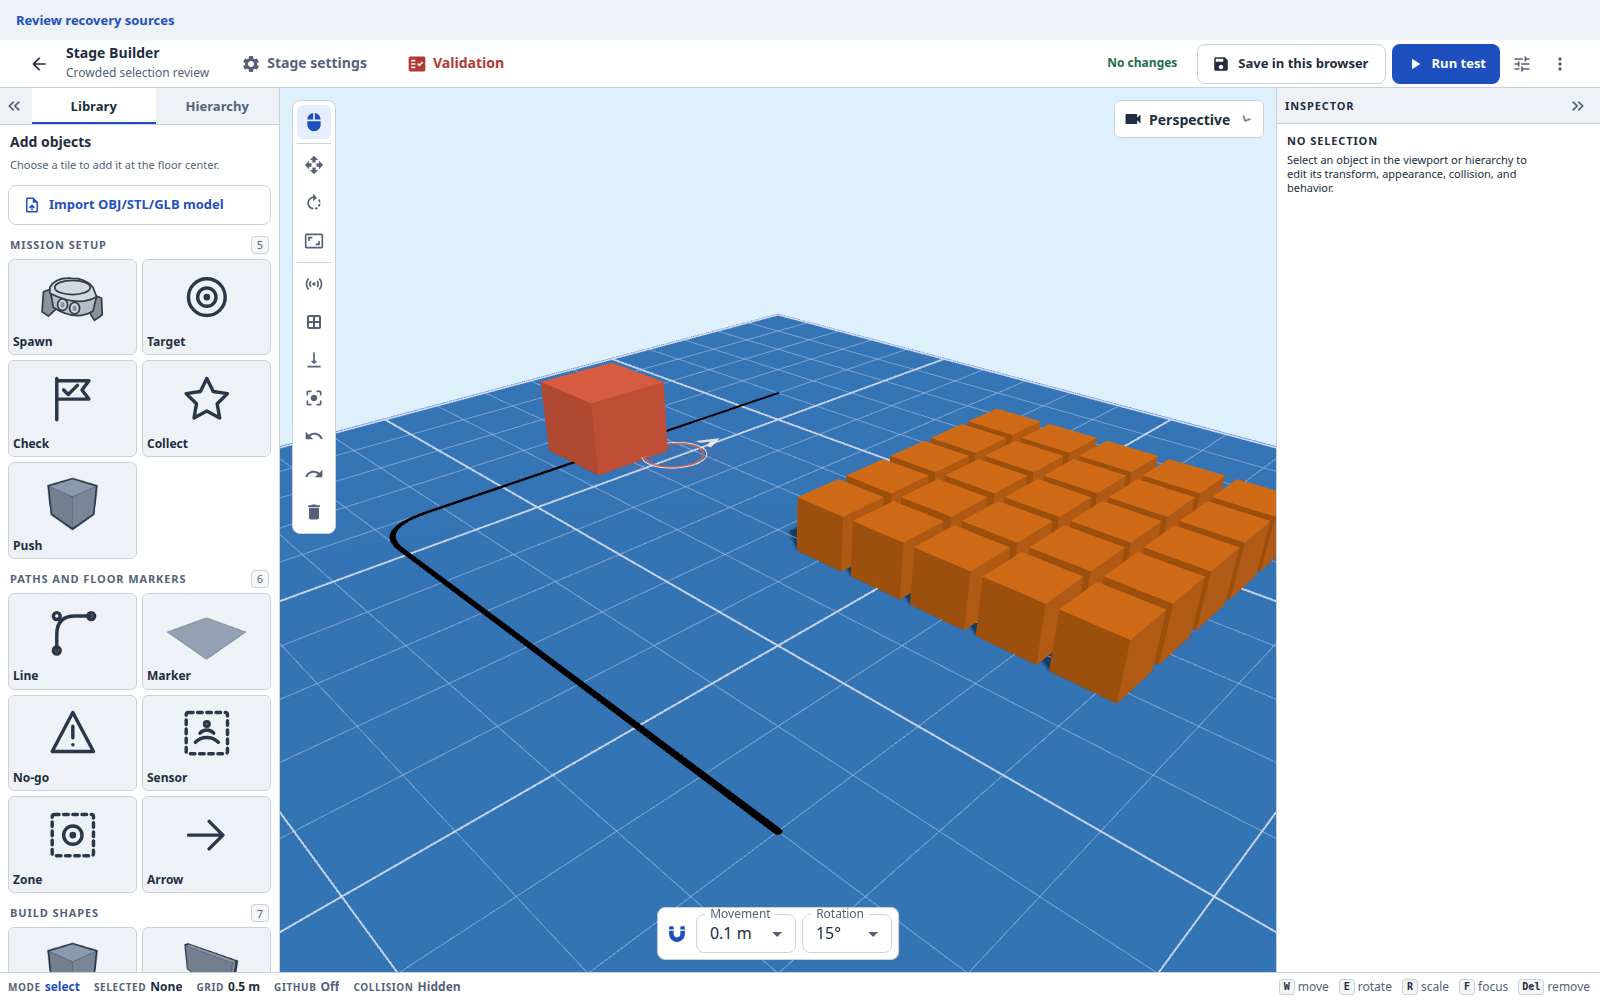 Review recovery sources
Stage Builder
Crowded selection review
Stage settings
Validation
No changes
Save in this browser
Run test
Library
Hierarchy
Add objects
Choose a tile to add it at the floor center.
Import OBJ/STL/GLB model
MISSION SETUP
5
Spawn
Target
Check
Collect
Push
PATHS AND FLOOR MARKERS
6
Line
Marker
No-go
Sensor
Zone
Arrow
BUILD SHAPES
7
Perspective
Movement
0.1 m
Rotation
15°
INSPECTOR
NO SELECTION
Select an object in the viewport or hierarchy to
edit its transform, appearance, collision, and
behavior.
MODE select
SELECTED None
GRID 0.5 m
GITHUB Off
COLLISION Hidden
W move
E rotate
R scale
F focus
Del remove